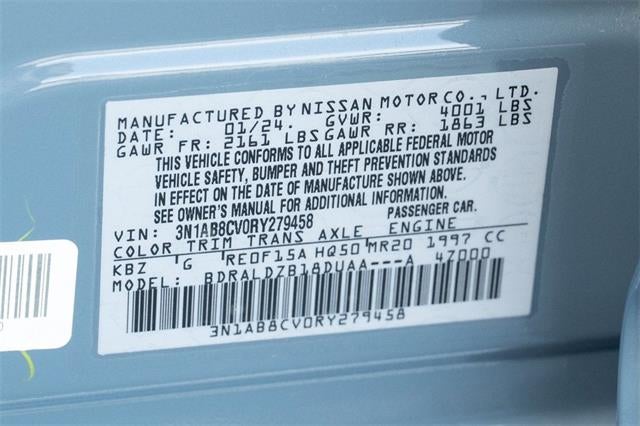 MANUFACTURED BY NISSAN MOTOR CO., LTD.
DATE: 01/24. GVWR: 4001 LBS
GAWR FR: 2161 LBS GAWR RR: 1863 LBS
THIS VEHICLE CONFORMS TO ALL APPLICABLE FEDERAL MOTOR
VEHICLE SAFETY, BUMPER AND THEFT PREVENTION STANDARDS
IN EFFECT ON THE DATE OF MANUFACTURE SHOWN ABOVE.
SEE OWNER'S MANUAL FOR ADDITIONAL INFORMATION.
VIN: 3N1AB8CV0RY279458 PASSENGER CAR.
COLOR TRIM TRANS AXLE ENGINE
KBZ G RE0F15A HQ50 MR20 1997 CC
MODEL: BDRALDZB18DUAA---A 47000
3N1AB8CV0RY279458